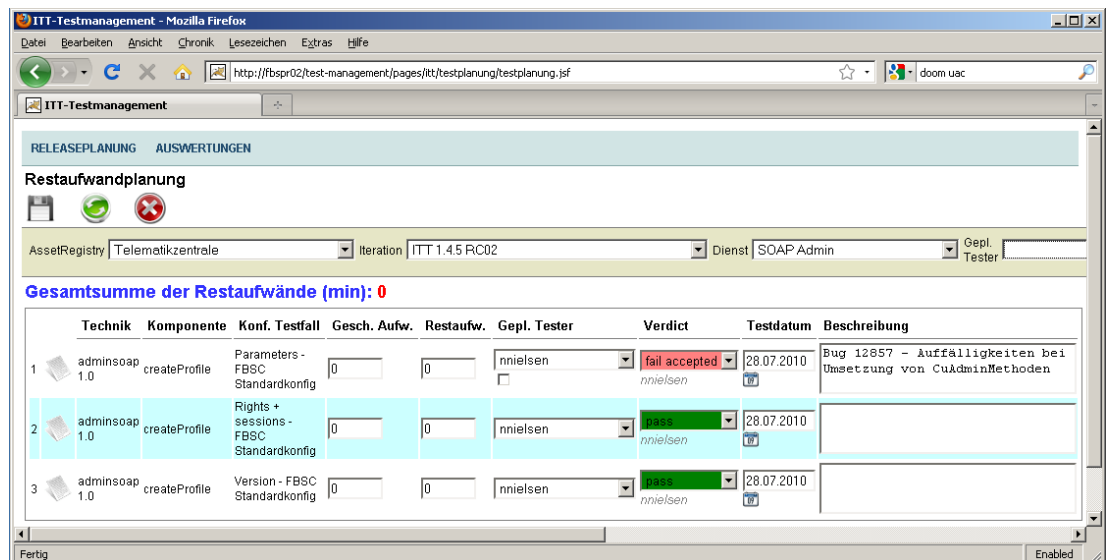 ITT-Testmanagement - Mozilla Firefox
Datei Bearbeiten Ansicht Chronik Lesezeichen Extras Hilfe
http://fbspr02/test-management/pages/itt/testplanung/testplanung.jsf
doom uac
ITT-Testmanagement
RELEASEPLANUNG AUSWERTUNGEN
Restaufwandplanung
AssetRegistry Telematikzentrale Iteration ITT 1.4.5 RC02 Dienst SOAP Admin Gepl. Tester
Gesamtsumme der Restaufwände (min): 0
Technik Komponente Konf. Testfall Gesch. Aufw. Restaufw. Gepl. Tester Verdict Testdatum Beschreibung
1 adminsoap 1.0 createProfile Parameters - FBSC Standardkonfig 0 0 nnielsen fail accepted nnielsen 28.07.2010 Bug 12857 - Auffälligkeiten bei Umsetzung von CuAdminMethoden
2 adminsoap 1.0 createProfile Rights + sessions - FBSC Standardkonfig 0 0 nnielsen pass nnielsen 28.07.2010
3 adminsoap 1.0 createProfile Version - FBSC Standardkonfig 0 0 nnielsen pass nnielsen 28.07.2010
Fertig Enabled